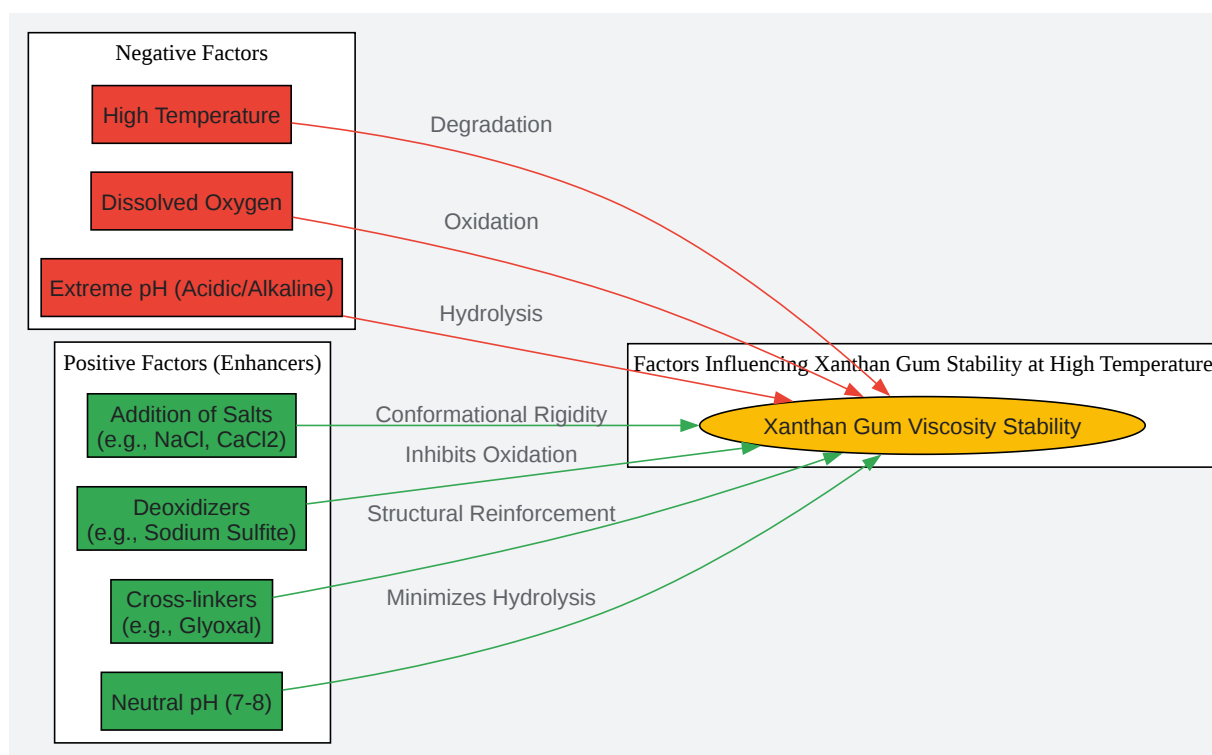 Negative Factors
High Temperature
Dissolved Oxygen
Extreme pH (Acidic/Alkaline)
Degradation
Oxidation
Hydrolysis
Positive Factors (Enhancers)
Addition of Salts
(e.g., NaCl, CaCl2)
Deoxidizers
(e.g., Sodium Sulfite)
Cross-linkers
(e.g., Glyoxal)
Neutral pH (7-8)
Conformational Rigidity
Inhibits Oxidation
Structural Reinforcement
Minimizes Hydrolysis
Factors Influencing Xanthan Gum Stability at High Temperature
Xanthan Gum Viscosity Stability